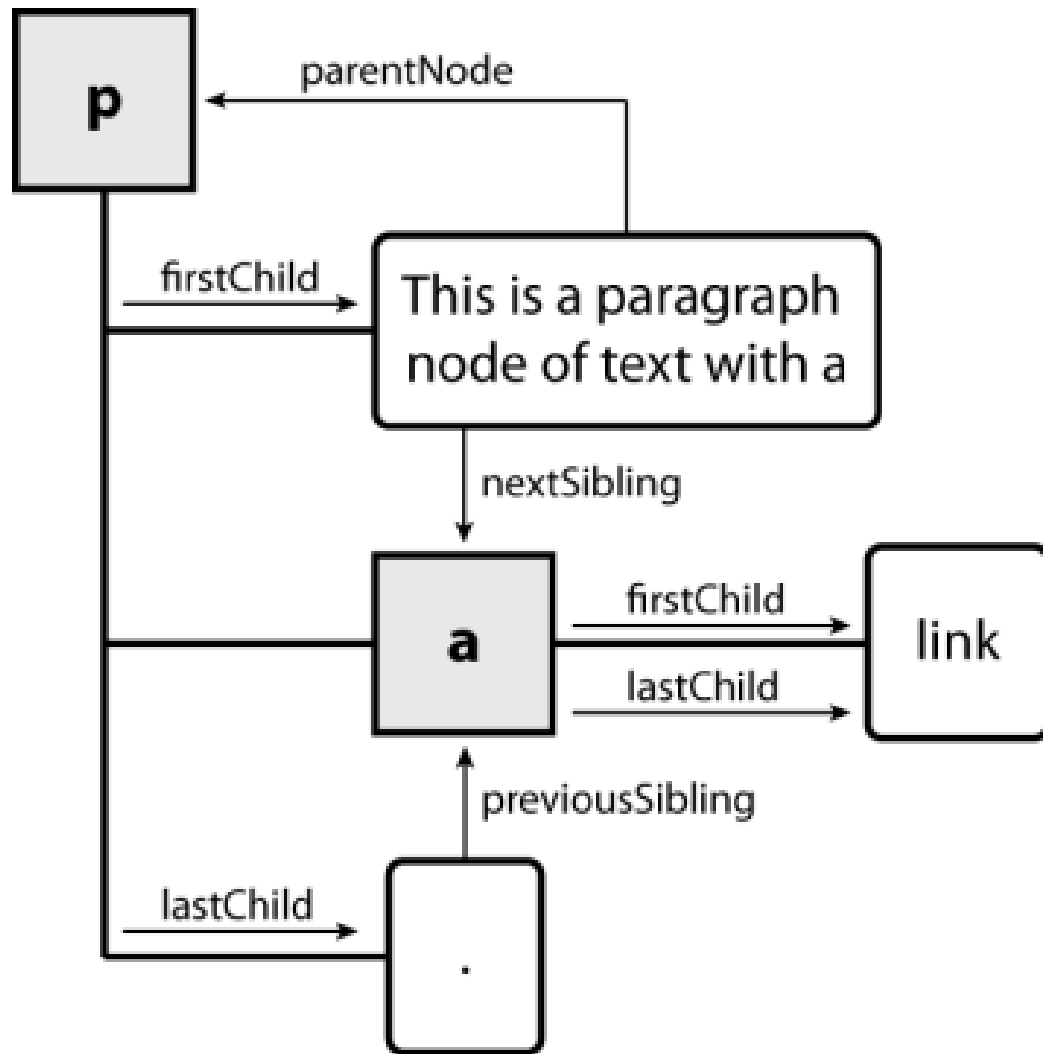 p
parentNode
firstChild
This is a paragraph
node of text with a
nextSibling
a
firstChild
lastChild
link
previousSibling
lastChild
.